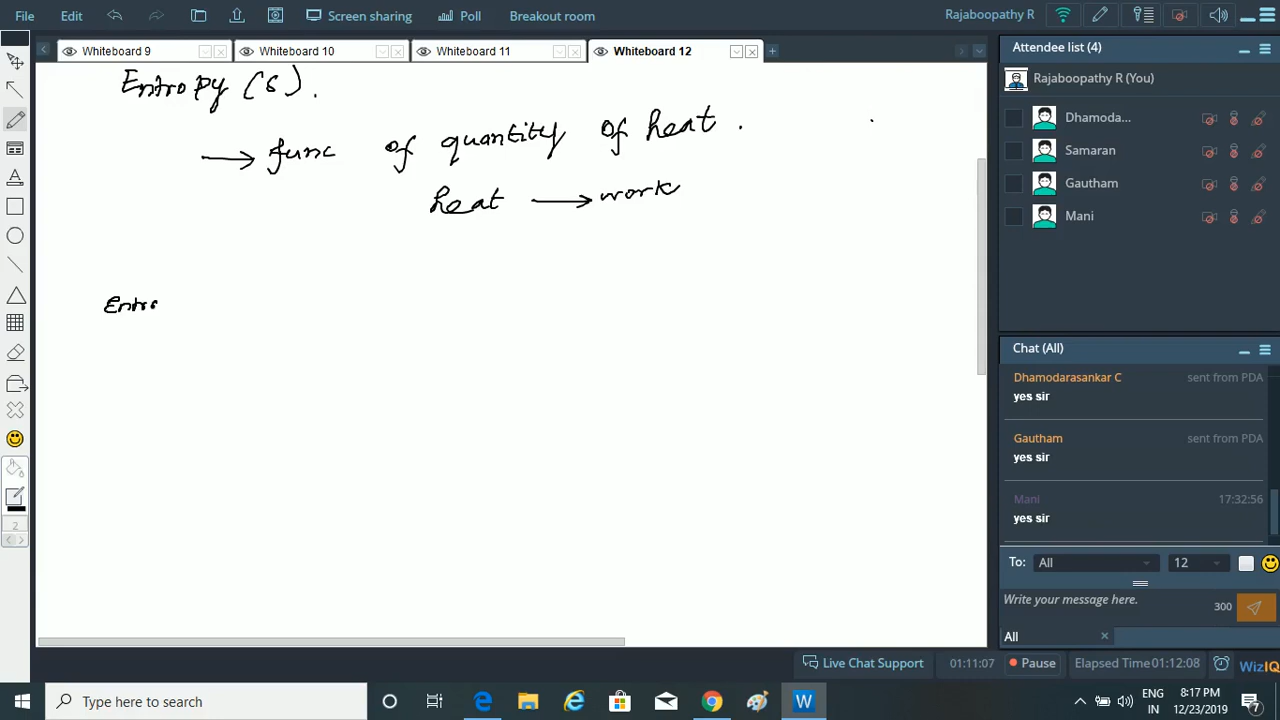 File Edit Screen sharing Poll Breakout room Rajaboopathy R
Whiteboard 9 Whiteboard 10 Whiteboard 11 Whiteboard 12
Entropy (S).
→ func of quantity of heat.
heat → work
Entro
Attendee list (4)
Rajaboopathy R (You)
Dhamoda...
Samaran
Gautham
Mani
Chat (All)
Dhamodarasankar C sent from PDA
yes sir
Gautham sent from PDA
yes sir
Mani 17:32:56
yes sir
To: All 12
Write your message here. 300
All
2
Live Chat Support 01:11:07 Pause Elapsed Time 01:12:08 WizIQ
Type here to search
ENG 8:17 PM
IN 12/23/2019 7